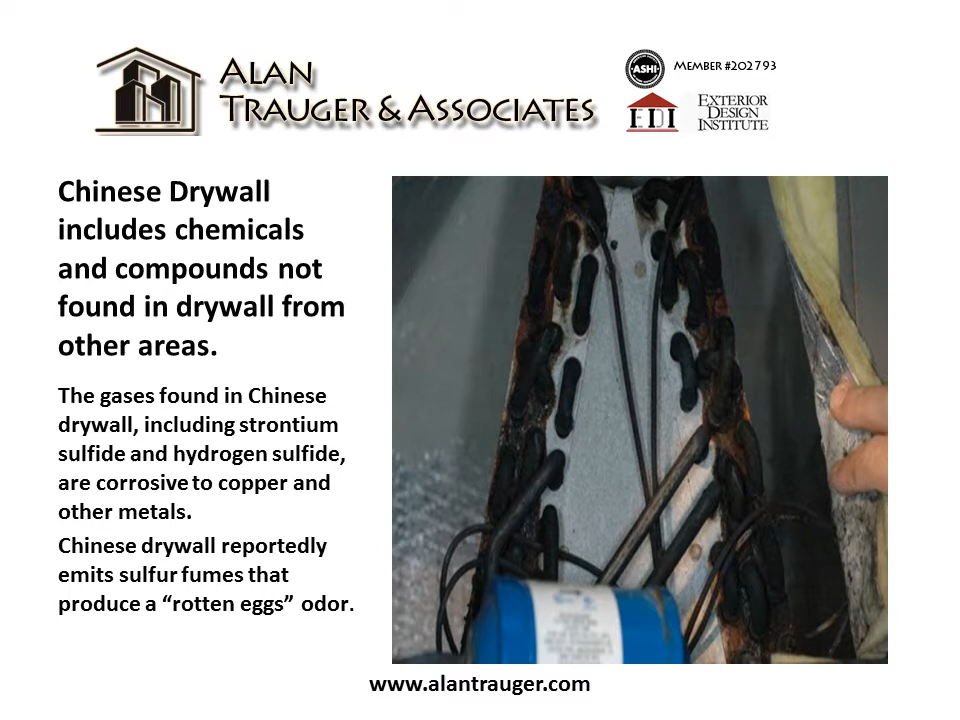 ALAN
TRAUGER & ASSOCIATES
ASHI
MEMBER #202793
EDI
EXTERIOR
DESIGN
INSTITUTE
Chinese Drywall
includes chemicals
and compounds not
found in drywall from
other areas.
The gases found in Chinese
drywall, including strontium
sulfide and hydrogen sulfide,
are corrosive to copper and
other metals.
Chinese drywall reportedly
emits sulfur fumes that
produce a “rotten eggs” odor.
www.alantrauger.com